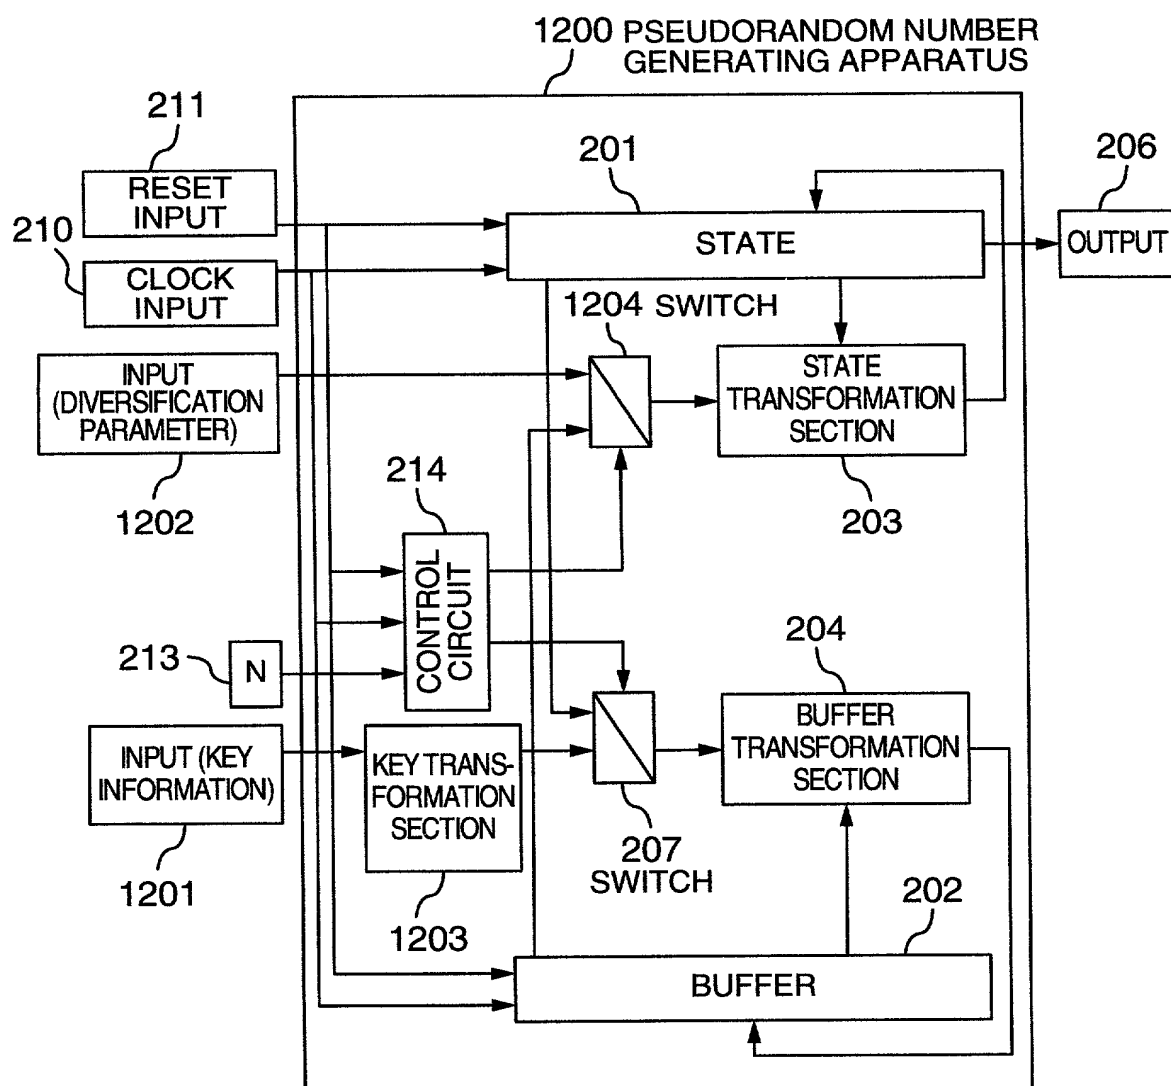 1200 PSEUDORANDOM NUMBER
GENERATING APPARATUS
211
201
206
RESET
INPUT
210
STATE
OUTPUT
CLOCK
INPUT
1204 SWITCH
INPUT
(DIVERSIFICATION
PARAMETER)
STATE
TRANSFORMATION
SECTION
1202
214
203
CONTROL
CIRCUIT
213
N
204
INPUT (KEY
INFORMATION)
KEY TRANS-
FORMATION
SECTION
BUFFER
TRANSFORMATION
SECTION
207
SWITCH
1201
1203
202
BUFFER